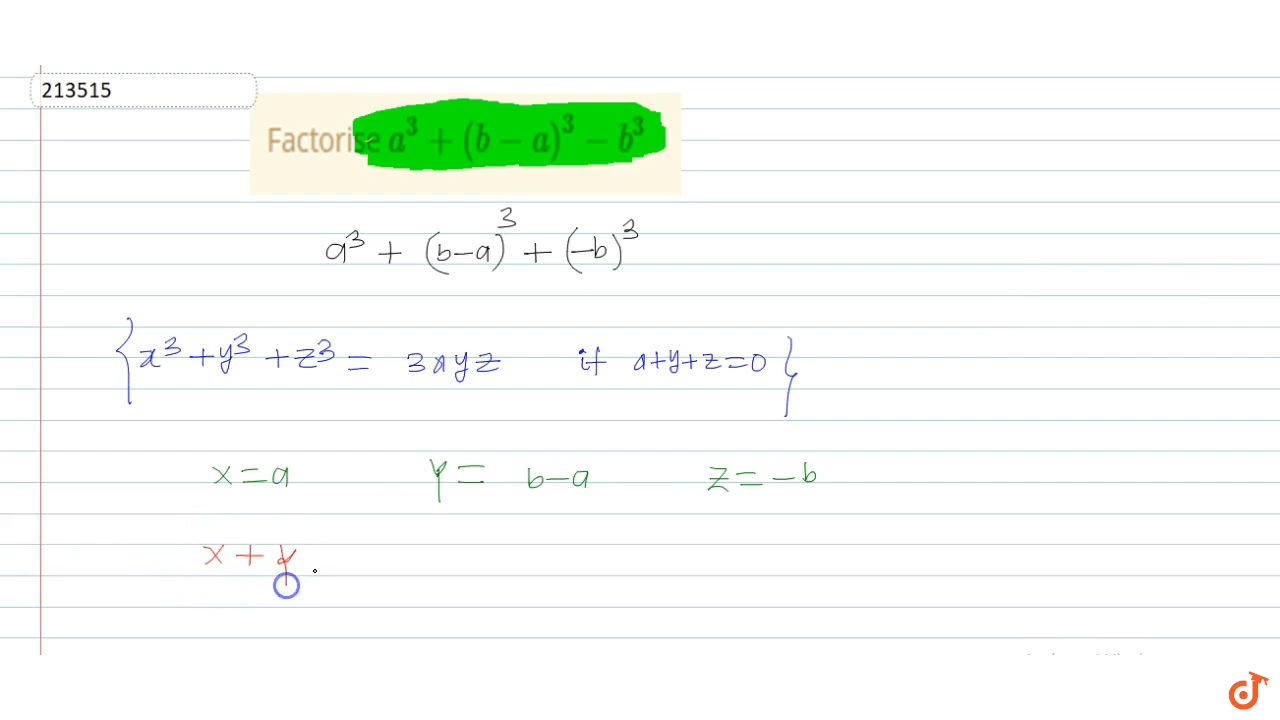 213515
Factorise a³ + (b − a)³ − b³
a³ + (b−a)³ + (−b)³
{x³ + y³ + z³ = 3xyz if x+y+z=0}
x = a y = b−a z = −b
x + y